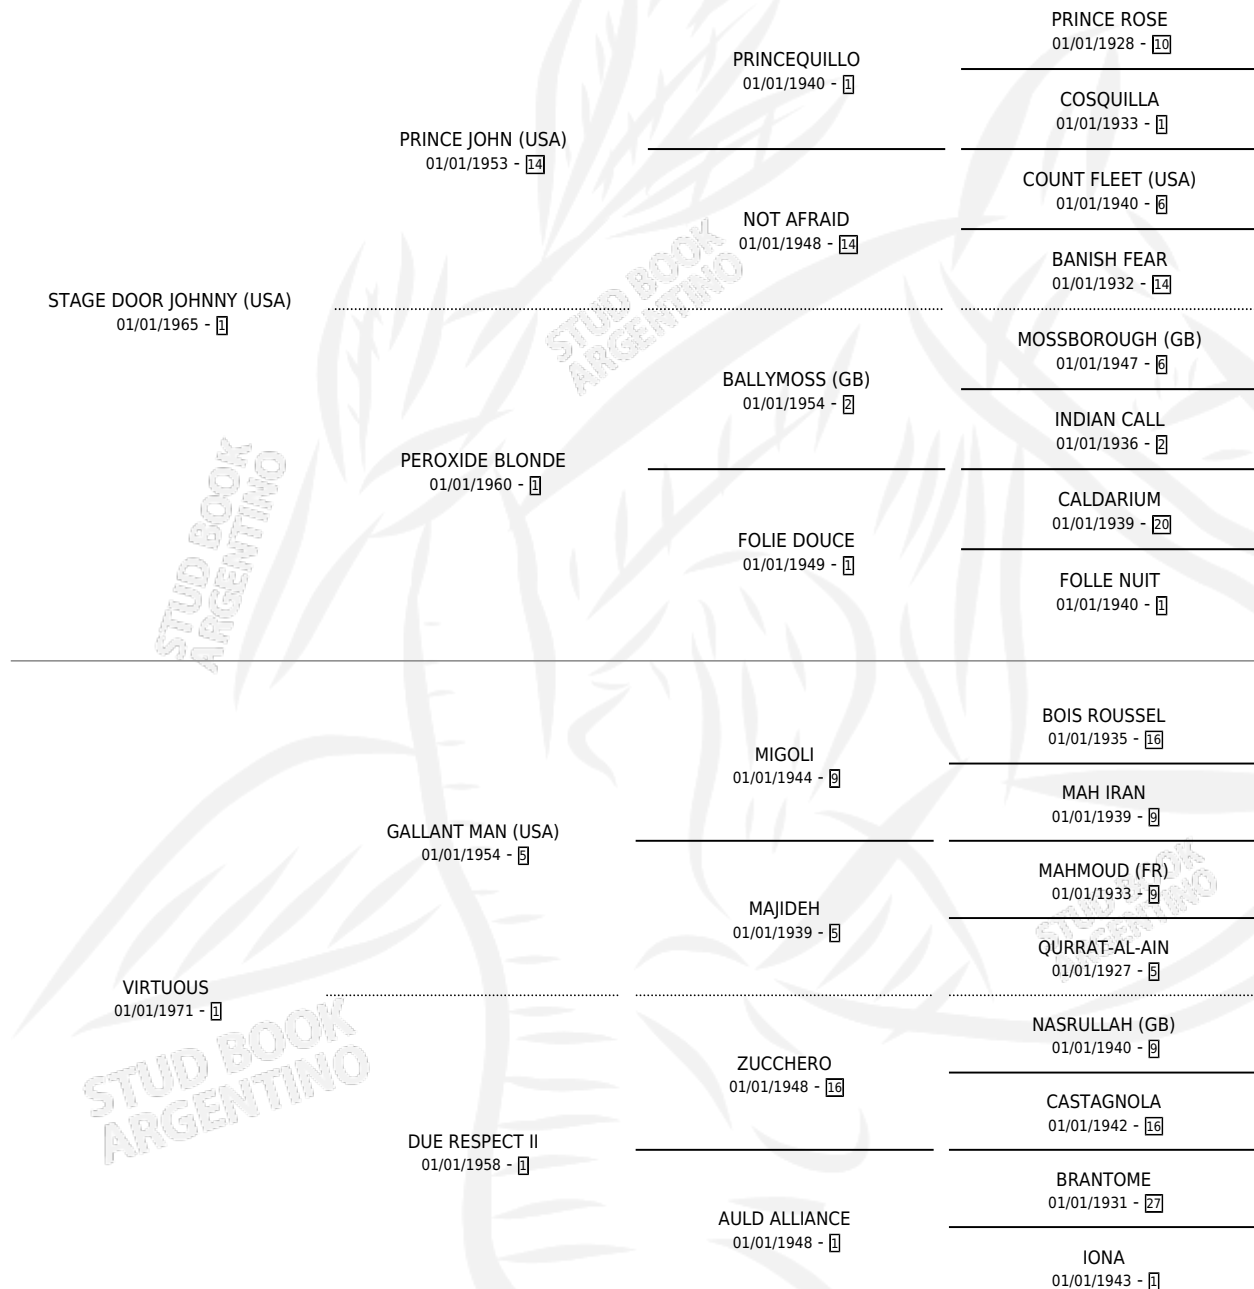 PRINCE ROSE
01/01/1928 - 10
PRINCEQUILLO
01/01/1940 - 1
COSQUILLA
01/01/1933 - 1
PRINCE JOHN (USA)
01/01/1953 - 14
COUNT FLEET (USA)
01/01/1940 - 6
NOT AFRAID
01/01/1948 - 14
BANISH FEAR
01/01/1932 - 14
STAGE DOOR JOHNNY (USA)
01/01/1965 - 1
MOSSBOROUGH (GB)
01/01/1947 - 6
BALLYMOSS (GB)
01/01/1954 - 2
INDIAN CALL
01/01/1936 - 2
PEROXIDE BLONDE
01/01/1960 - 1
CALDARIUM
01/01/1939 - 20
FOLIE DOUCE
01/01/1949 - 1
FOLLE NUIT
01/01/1940 - 1
STUD BOOK
ARGENTINO
STUD BOOK
ARGENTINO
BOIS ROUSSEL
01/01/1935 - 16
MIGOLI
01/01/1944 - 9
MAH IRAN
01/01/1939 - 9
GALLANT MAN (USA)
01/01/1954 - 5
MAHMOUD (FR)
01/01/1933 - 9
MAJIDEH
01/01/1939 - 5
QURRAT-AL-AIN
01/01/1927 - 5
VIRTUOUS
01/01/1971 - 1
NASRULLAH (GB)
01/01/1940 - 9
ZUCCHERO
01/01/1948 - 16
CASTAGNOLA
01/01/1942 - 16
DUE RESPECT II
01/01/1958 - 1
BRANTOME
01/01/1931 - 27
AULD ALLIANCE
01/01/1948 - 1
IONA
01/01/1943 - 1
STUD BOOK
ARGENTINO
STUD BOOK
ARGENTINO